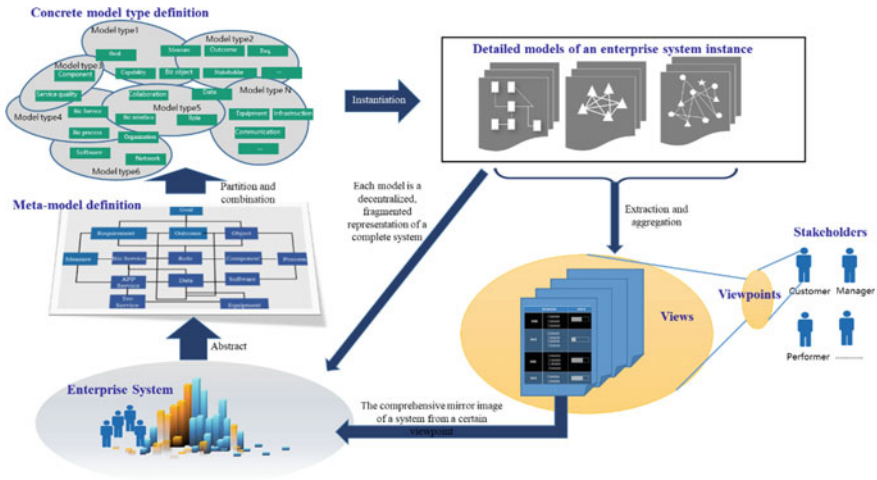 Concrete model type definition
Model type1
Goal
Measure
Outcome
Model type2
Req
Model type3
Component
Capability
Biz object
Stakeholder
...
Service quality
Collaboration
Data
Model type N
Model type4
Biz Service
Model type5
Biz process
Role
Equipment
Infrastruction
Communication
...
Organization
Software
Network
Model type6
Instantiation
Detailed models of an enterprise system instance
Partition and
combination
Meta-model definition
Goal
Requirement
Outcome
Object
Measure
Biz Service
Role
Component
Process
APP
Service
Data
Software
Tec
Service
Equipment
Abstract
Enterprise System
Each model is a
decentralized,
fragmented
representation of a
complete system
Extraction and
aggregation
Stakeholders
Customer
Manager
Viewpoints
Views
Performer
The comprehensive mirror image
of a system from a certain
viewpoint